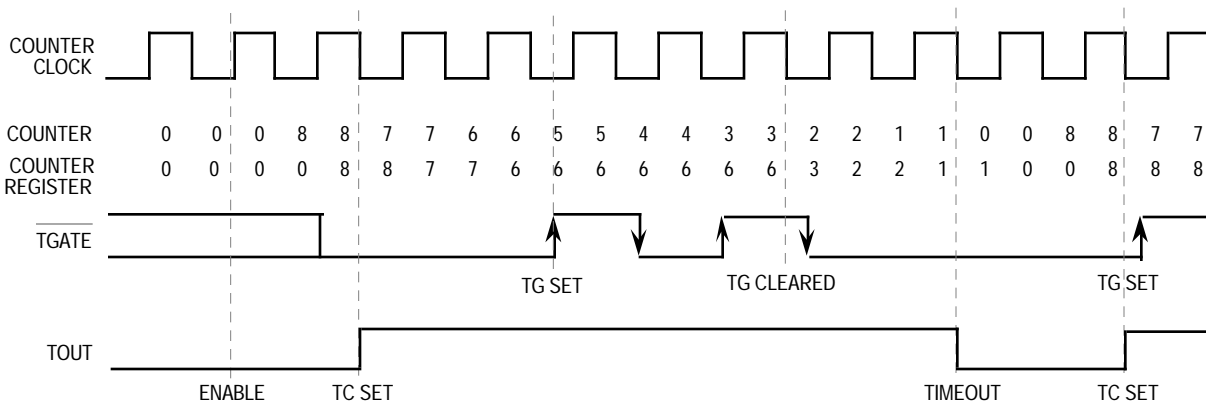 COUNTER
CLOCK
COUNTER 0 0 0 8 8 7 7 6 6 5 5 4 4 3 3 2 2 1 1 0 0 8 8 7 7
COUNTER
REGISTER
0 0 0 0 8 8 7 7 6 6 6 6 6 6 6 3 2 2 1 1 0 0 8 8 8
TGATE
TG SET TG CLEARED TG SET
TOUT
ENABLE TC SET TIMEOUT TC SET